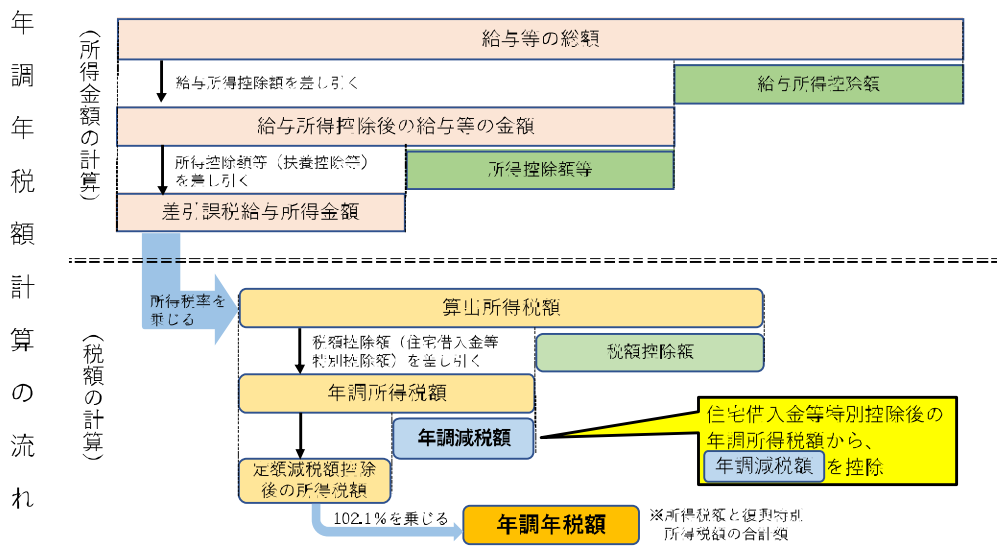 年調年税額計算の流れ
(所得金額の計算)
給与等の総額
給与所得控除額を差し引く
給与所得控除額
給与所得控除後の給与等の金額
所得控除額等（扶養控除等）
を差し引く
所得控除額等
差引課税給与所得金額
(税額の計算)
所得税率を
乗じる
算出所得税額
税額控除額（住宅借入金等
特別控除額）を差し引く
税額控除額
年調所得税額
年調減税額
住宅借入金等特別控除後の
年調所得税額から、
年調減税額 を控除
定額減税額控除
後の所得税額
102.1%を乗じる
年調年税額
※所得税額と復興特別
所得税額の合計額